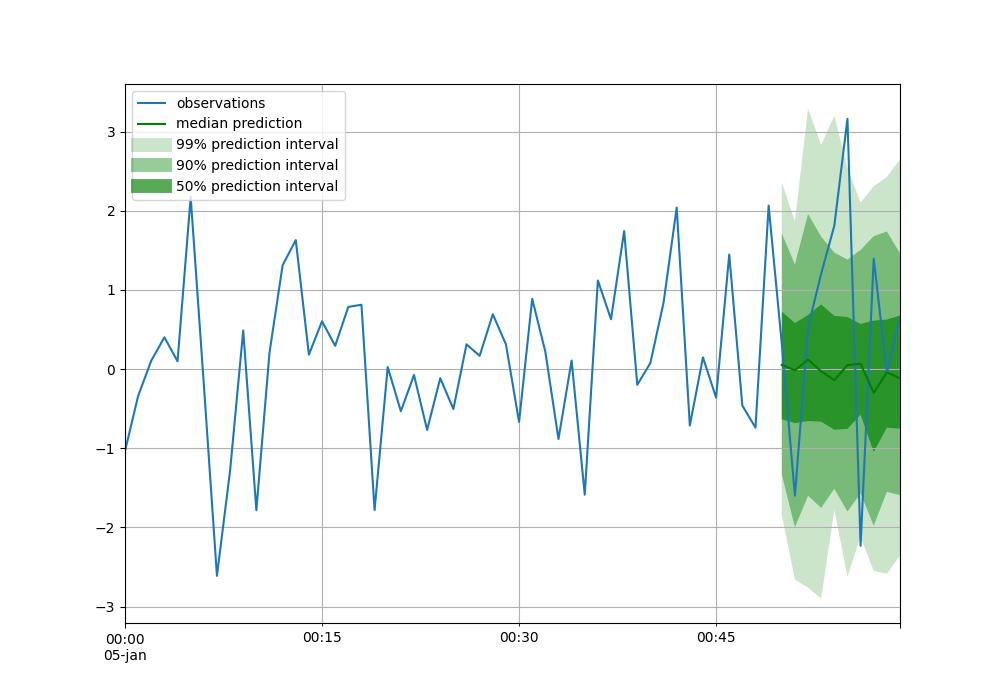 observations
median prediction
99% prediction interval
90% prediction interval
50% prediction interval
3
2
1
0
−1
−2
−3
00:00
05-jan
00:15
00:30
00:45